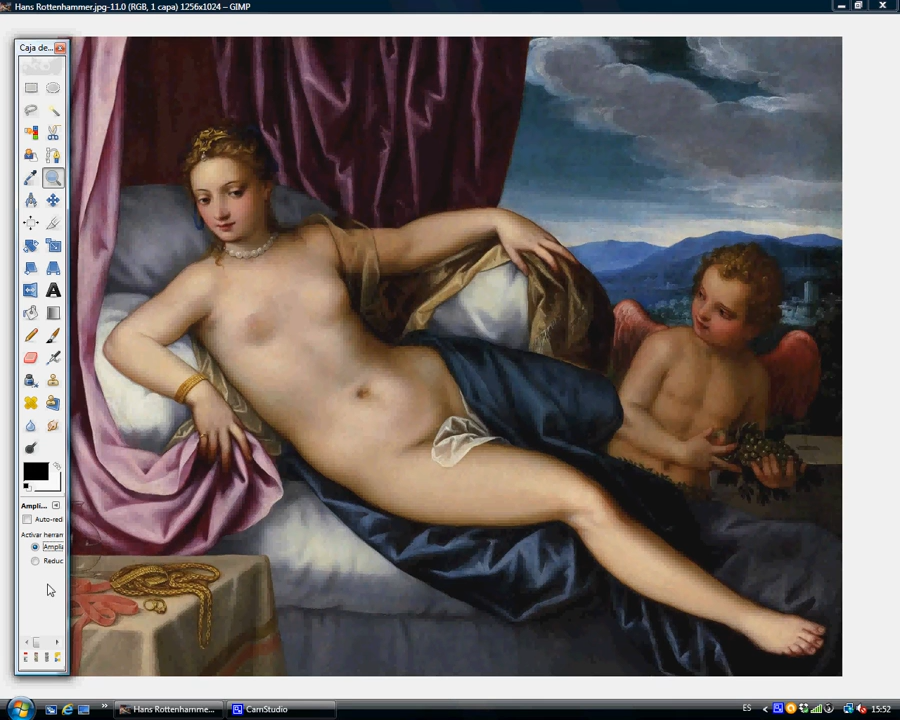 Hans Rottenhammer.jpg-11.0 (RGB, 1 capa) 1256x1024 – GIMP
Caja de...
Ampli...
Auto-red
Activar herran
Amplia
Reduc
Hans Rottenhamme...
CamStudio
ES
15:52